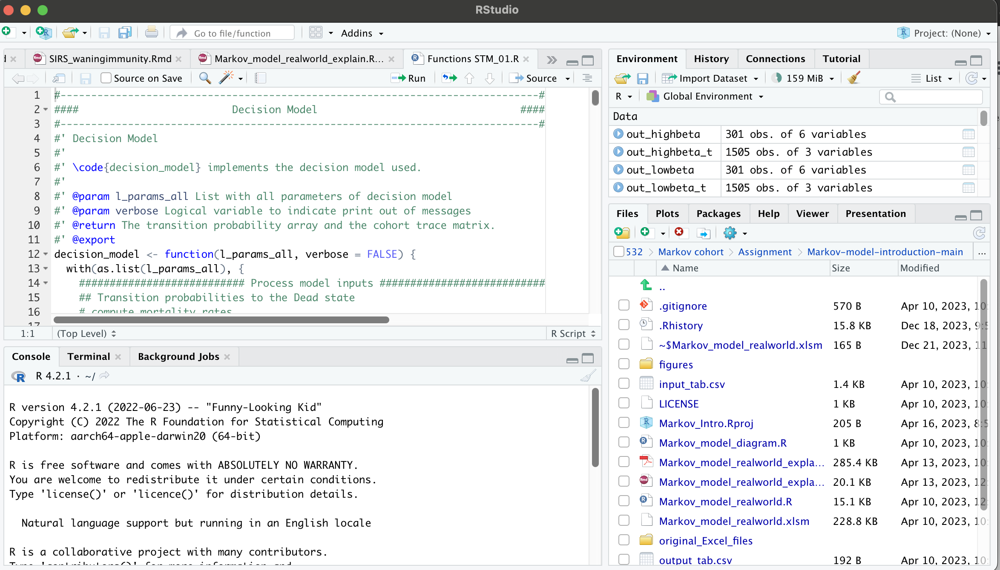 RStudio
Go to file/function
Addins
Project: (None)
SIRS_waningimmunity.Rmd
Markov_model_realworld_explain.R...
Functions STM_01.R
Source on Save
Run
Source
1 #------------------------------------------------------------------------------#
2 #### Decision Model ####
3 #------------------------------------------------------------------------------#
4 #' Decision Model
5 #'
6 #' \code{decision_model} implements the decision model used.
7 #'
8 #' @param l_params_all List with all parameters of decision model
9 #' @param verbose Logical variable to indicate print out of messages
10 #' @return The transition probability array and the cohort trace matrix.
11 #' @export
12 decision_model <- function(l_params_all, verbose = FALSE) {
13 with(as.list(l_params_all), {
14 ########################### Process model inputs ###########################
15 ## Transition probabilities to the Dead state
16 # compute mortality rates
17
1:1 (Top Level) R Script
Console Terminal Background Jobs
R 4.2.1 · ~/
R version 4.2.1 (2022-06-23) -- "Funny-Looking Kid"
Copyright (C) 2022 The R Foundation for Statistical Computing
Platform: aarch64-apple-darwin20 (64-bit)
R is free software and comes with ABSOLUTELY NO WARRANTY.
You are welcome to redistribute it under certain conditions.
Type 'license()' or 'licence()' for distribution details.
Natural language support but running in an English locale
R is a collaborative project with many contributors.
Type 'contributors()' for more information and
Environment History Connections Tutorial
Import Dataset 159 MiB List
R Global Environment
Data
out_highbeta 301 obs. of 6 variables
out_highbeta_t 1505 obs. of 3 variables
out_lowbeta 301 obs. of 6 variables
out_lowbeta_t 1505 obs. of 3 variables
Files Plots Packages Help Viewer Presentation
532 Markov cohort Assignment Markov-model-introduction-main ...
Name Size Modified
..
.gitignore 570 B Apr 10, 2023, 10:
.Rhistory 15.8 KB Dec 18, 2023, 9:5
~$Markov_model_realworld.xlsm 165 B Dec 21, 2023, 11
figures
input_tab.csv 1.4 KB Apr 10, 2023, 10:
LICENSE 1 KB Apr 10, 2023, 10:
Markov_Intro.Rproj 205 B Apr 16, 2023, 8:5
Markov_model_diagram.R 1 KB Apr 10, 2023, 10:
Markov_model_realworld_expla... 285.4 KB Apr 13, 2023, 10:
Markov_model_realworld_expla... 20.1 KB Apr 13, 2023, 12:
Markov_model_realworld.R 15.1 KB Apr 10, 2023, 12:
Markov_model_realworld.xlsm 228.8 KB Apr 10, 2023, 10:
original_Excel_files
output_tab.csv 192 B Apr 10, 2023, 10: